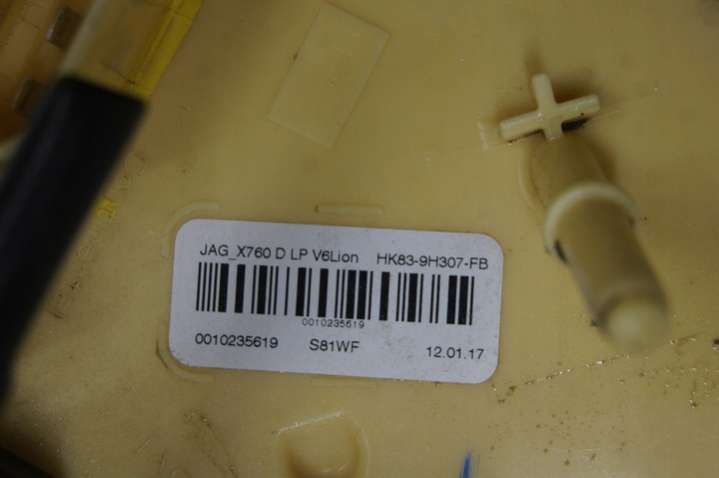 JAG_X760 D LP V6Lion HK83-9H307-FB
0010235619
0010235619 S81WF 12.01.17